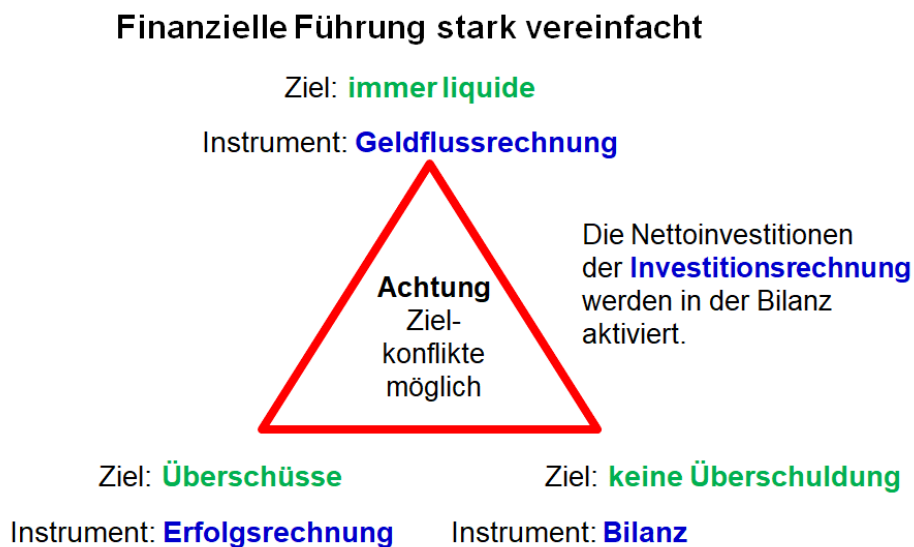 Finanzielle Führung stark vereinfacht
Ziel: immer liquide
Instrument: Geldflussrechnung
Die Nettoinvestitionen
der Investitionsrechnung
werden in der Bilanz
aktiviert.
Achtung
Ziel-
konflikte
möglich
Ziel: Überschüsse
Instrument: Erfolgsrechnung
Ziel: keine Überschuldung
Instrument: Bilanz